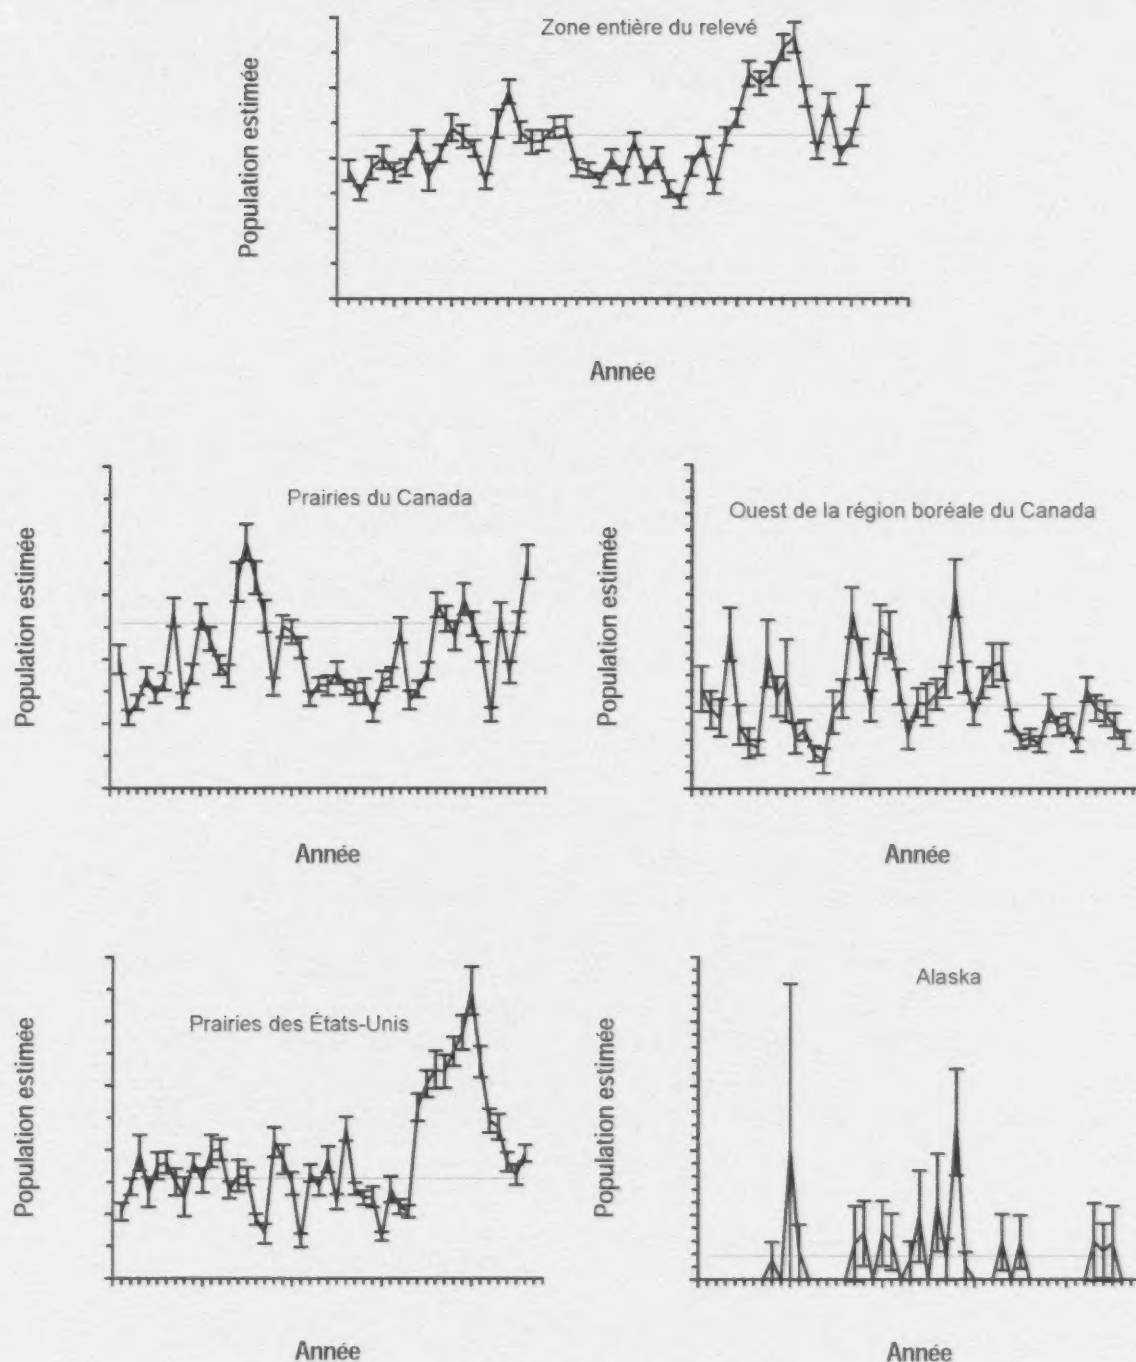 Zone entière du relevé
Population estimée
Année
Prairies du Canada
Population estimée
Année
Ouest de la région boréale du Canada
Population estimée
Année
Prairies des États-Unis
Population estimée
Année
Alaska
Population estimée
Année